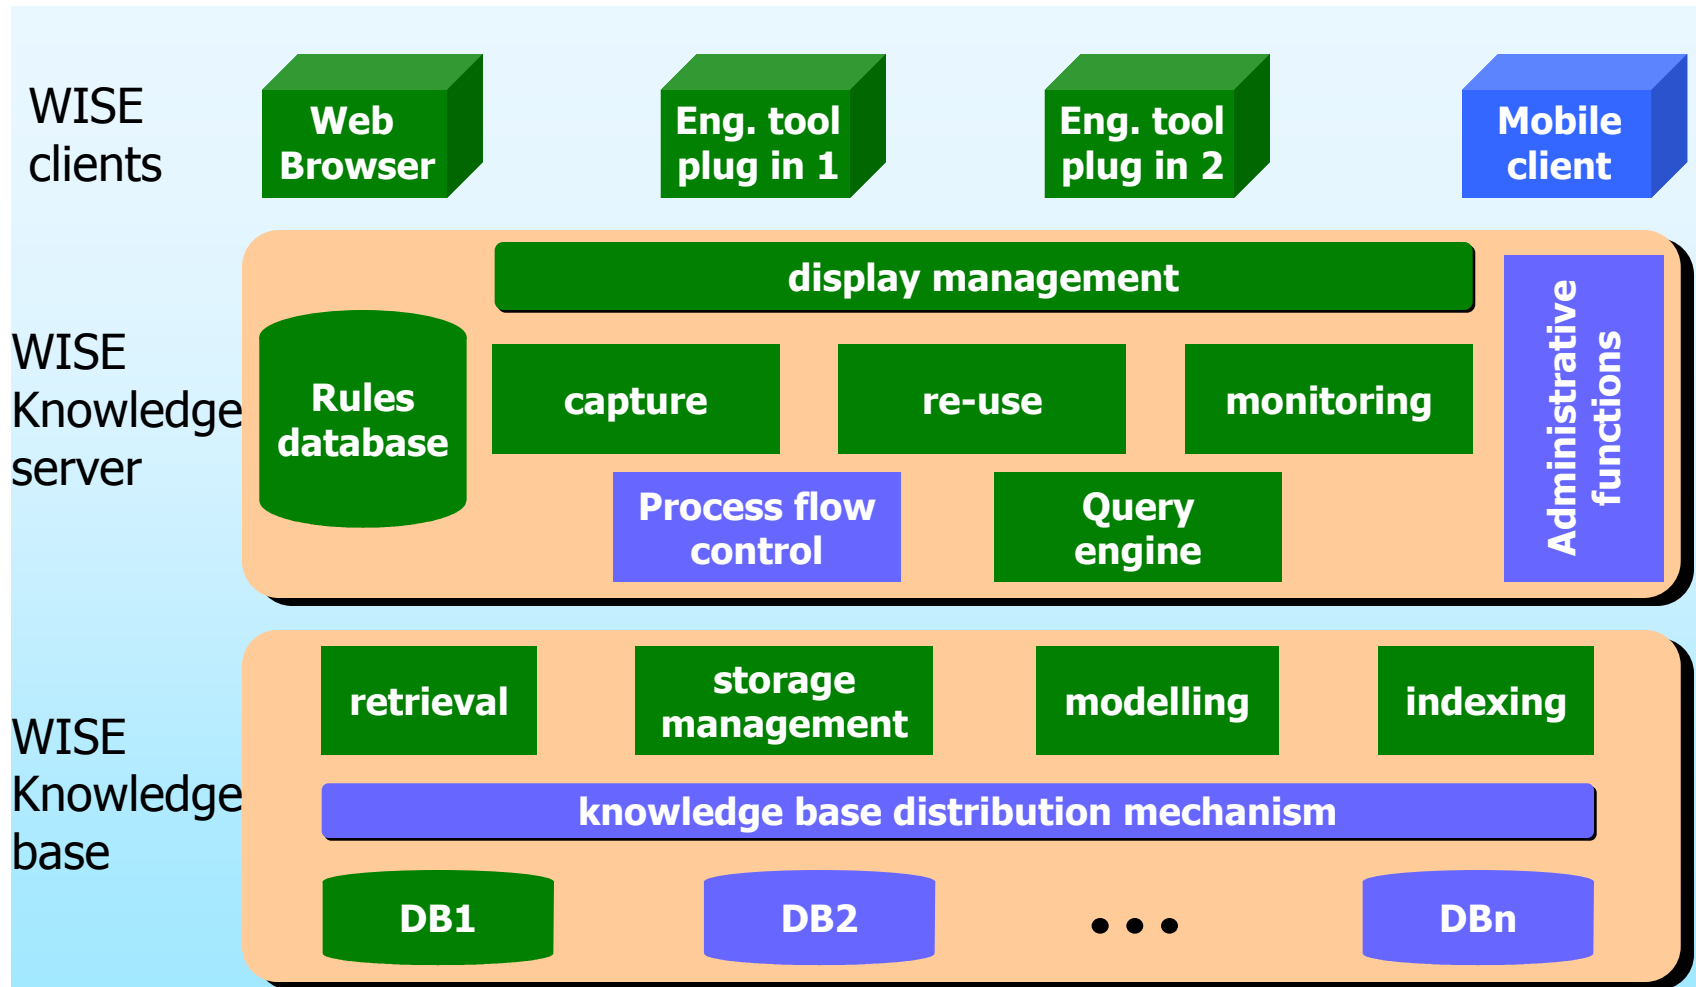 WISE
clients
Web
Browser
Eng. tool
plug in 1
Eng. tool
plug in 2
Mobile
client
WISE
Knowledge
server
display management
Rules
database
capture
re-use
monitoring
Process flow
control
Query
engine
Administrative
functions
WISE
Knowledge
base
retrieval
storage
management
modelling
indexing
knowledge base distribution mechanism
DB1
DB2
...
DBn